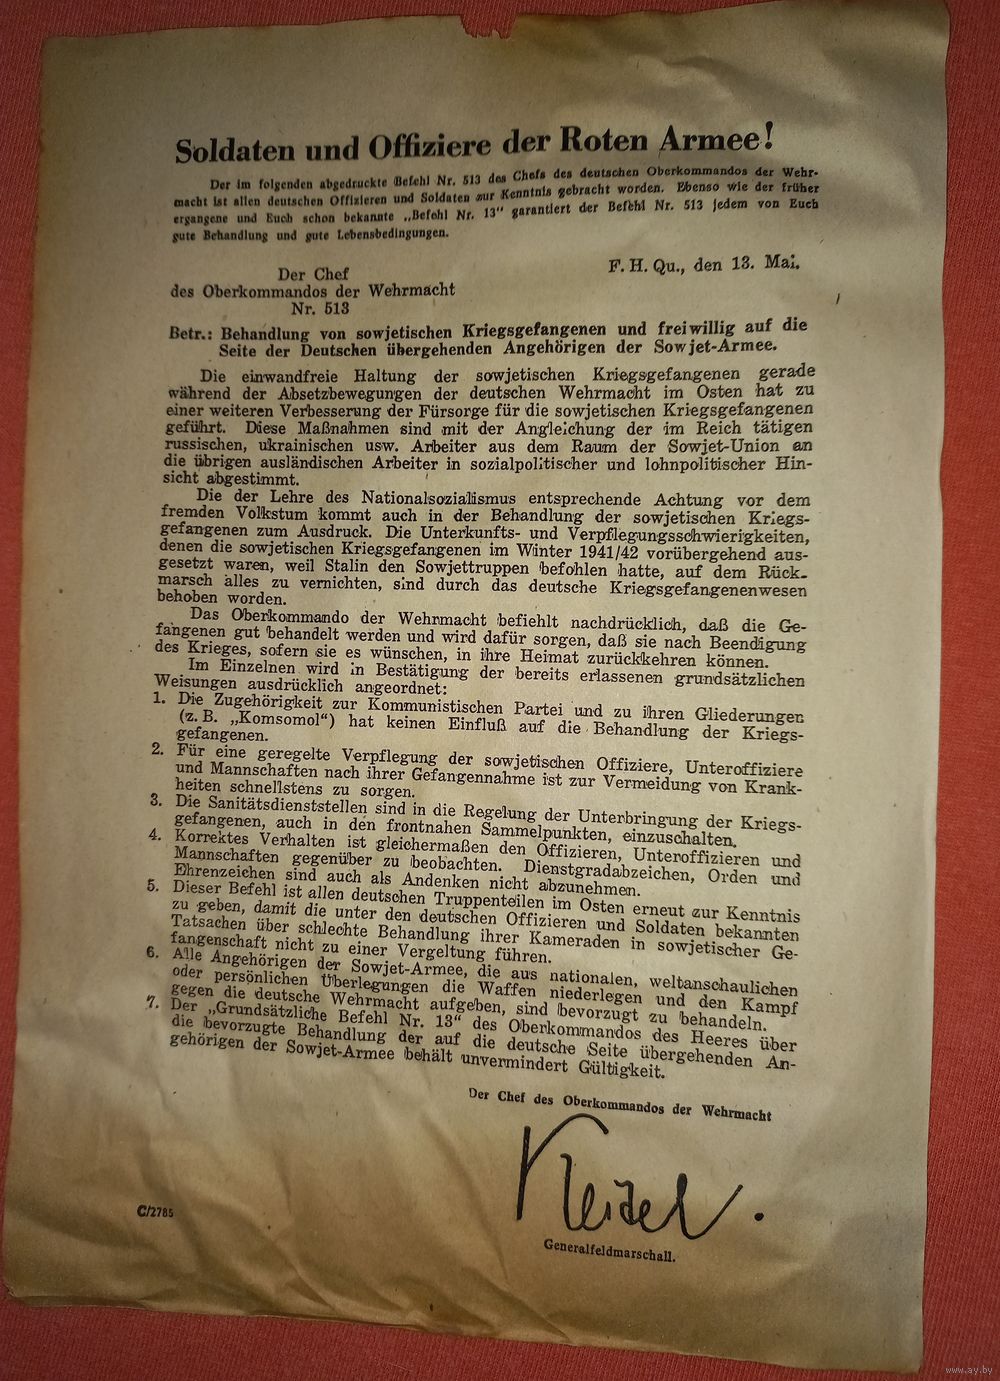 Soldaten und Offiziere der Roten Armee!
Der im folgenden abgedruckte Befehl Nr. 513 des Chefs des deutschen Oberkommandos der Wehr-
macht ist allen deutschen Offizieren und Soldaten zur Kenntnis gebracht worden. Ebenso wie der früher
ergangene und Euch schon bekannte „Befehl Nr. 13“ garantiert der Befehl Nr. 513 jedem von Euch
gute Behandlung und gute Lebensbedingungen.
Der Chef
des Oberkommandos der Wehrmacht
Nr. 513
F. H. Qu., den 13. Mai.
Betr.: Behandlung von sowjetischen Kriegsgefangenen und freiwillig auf die
Seite der Deutschen übergehenden Angehörigen der Sowjet-Armee.
Die einwandfreie Haltung der sowjetischen Kriegsgefangenen gerade
während der Absetzbewegungen der deutschen Wehrmacht im Osten hat zu
einer weiteren Verbesserung der Fürsorge für die sowjetischen Kriegsgefangenen
geführt. Diese Maßnahmen sind mit der Angleichung der im Reich tätigen
russischen, ukrainischen usw. Arbeiter aus dem Raum der Sowjet-Union an
die übrigen ausländischen Arbeiter in sozialpolitischer und lohnpolitischer Hin-
sicht abgestimmt.
Die der Lehre des Nationalsozialismus entsprechende Achtung vor dem
fremden Volkstum kommt auch in der Behandlung der sowjetischen Kriegs-
gefangenen zum Ausdruck. Die Unterkunfts- und Verpflegungsschwierigkeiten,
denen die sowjetischen Kriegsgefangenen im Winter 1941/42 vorübergehend aus-
gesetzt waren, weil Stalin den Sowjettruppen befohlen hatte, auf dem Rück-
marsch alles zu vernichten, sind durch das deutsche Kriegsgefangenenwesen
behoben worden.
Das Oberkommando der Wehrmacht befiehlt nachdrücklich, daß die Ge-
fangenen gut behandelt werden und wird dafür sorgen, daß sie nach Beendigung
des Krieges, sofern sie es wünschen, in ihre Heimat zurückkehren können.
Im Einzelnen wird in Bestätigung der bereits erlassenen grundsätzlichen
Weisungen ausdrücklich angeordnet:
1. Die Zugehörigkeit zur Kommunistischen Partei und zu ihren Gliederungen
(z. B. „Komsomol“) hat keinen Einfluß auf die Behandlung der Kriegs-
gefangenen.
2. Für eine geregelte Verpflegung der sowjetischen Offiziere, Unteroffiziere
und Mannschaften nach ihrer Gefangennahme ist zur Vermeidung von Krank-
heiten schnellstens zu sorgen.
3. Die Sanitätsdienststellen sind in die Regelung der Unterbringung der Kriegs-
gefangenen, auch in den frontnahen Sammelpunkten, einzuschalten.
4. Korrektes Verhalten ist gleichermaßen den Offizieren, Unteroffizieren und
Mannschaften gegenüber zu beobachten. Dienstgradabzeichen, Orden und
Ehrenzeichen sind auch als Andenken nicht abzunehmen.
5. Dieser Befehl ist allen deutschen Truppenteilen im Osten erneut zur Kenntnis
zu geben, damit die unter den deutschen Offizieren und Soldaten bekannten
Tatsachen über schlechte Behandlung ihrer Kameraden in sowjetischer Ge-
fangenschaft nicht zu einer Vergeltung führen.
6. Alle Angehörigen der Sowjet-Armee, die aus nationalen, weltanschaulichen
oder persönlichen Überlegungen die Waffen niederlegen und den Kampf
gegen die deutsche Wehrmacht aufgeben, sind bevorzugt zu behandeln.
7. Der „Grundsätzliche Befehl Nr. 13“ des Oberkommandos des Heeres über
die bevorzugte Behandlung der auf die deutsche Seite übergehenden An-
gehörigen der Sowjet-Armee behält unvermindert Gültigkeit.
Der Chef des Oberkommandos der Wehrmacht
Keitel.
Generalfeldmarschall.
C/2785
www.ay.by